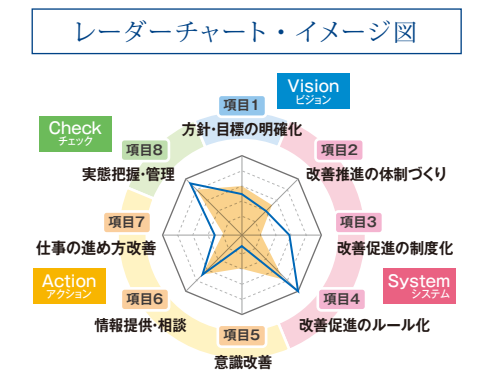 レーダーチャート・イメージ図
Vision
ビジョン
項目1
方針・目標の明確化
Check
チェック
項目8
実態把握・管理
項目2
改善推進の体制づくり
項目7
仕事の進め方改善
項目3
改善促進の制度化
Action
アクション
項目6
情報提供・相談
System
システム
項目4
改善促進のルール化
項目5
意識改善